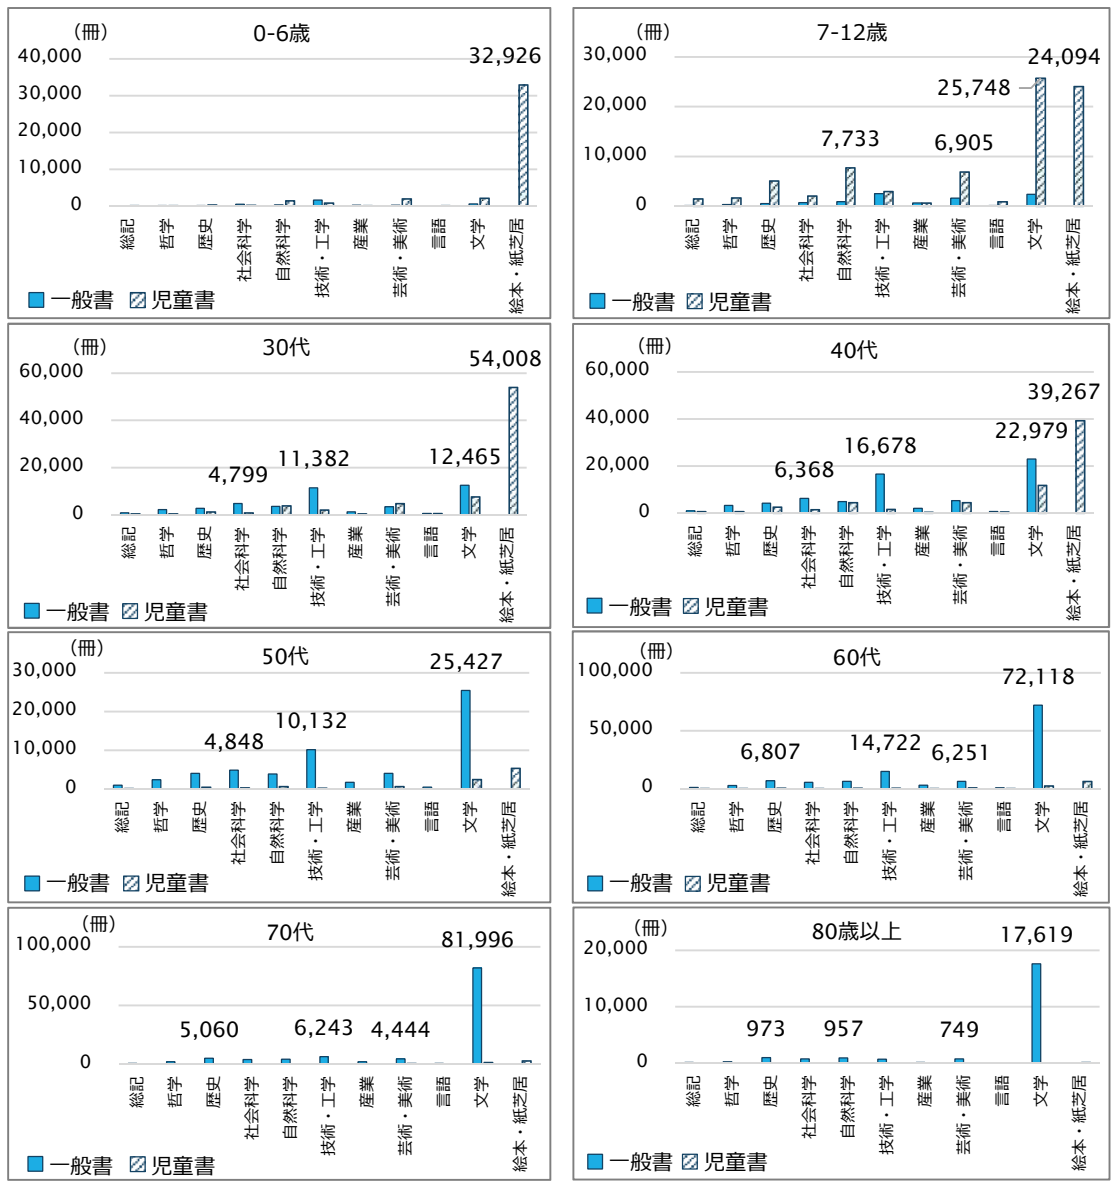 （冊）
0-6歳
32,926
40,000
30,000
20,000
10,000
0
総記
哲学
歴史
社会科学
自然科学
技術・工学
産業
芸術・美術
言語
文学
絵本・紙芝居
一般書 児童書
（冊）
7-12歳
30,000
24,094
25,748
20,000
7,733
6,905
10,000
0
総記
哲学
歴史
社会科学
自然科学
技術・工学
産業
芸術・美術
言語
文学
絵本・紙芝居
一般書 児童書
（冊）
30代
54,008
60,000
40,000
20,000
4,799
11,382
12,465
0
総記
哲学
歴史
社会科学
自然科学
技術・工学
産業
芸術・美術
言語
文学
絵本・紙芝居
一般書 児童書
（冊）
40代
60,000
39,267
40,000
22,979
16,678
6,368
20,000
0
総記
哲学
歴史
社会科学
自然科学
技術・工学
産業
芸術・美術
言語
文学
絵本・紙芝居
一般書 児童書
（冊）
50代
25,427
30,000
20,000
10,132
4,848
10,000
0
総記
哲学
歴史
社会科学
自然科学
技術・工学
産業
芸術・美術
言語
文学
絵本・紙芝居
一般書 児童書
（冊）
60代
100,000
72,118
50,000
6,807
14,722
6,251
0
総記
哲学
歴史
社会科学
自然科学
技術・工学
産業
芸術・美術
言語
文学
絵本・紙芝居
一般書 児童書
（冊）
70代
81,996
100,000
50,000
5,060
6,243
4,444
0
総記
哲学
歴史
社会科学
自然科学
技術・工学
産業
芸術・美術
言語
文学
絵本・紙芝居
一般書 児童書
（冊）
80歳以上
17,619
20,000
10,000
973
957
749
0
総記
哲学
歴史
社会科学
自然科学
技術・工学
産業
芸術・美術
言語
文学
絵本・紙芝居
一般書 児童書